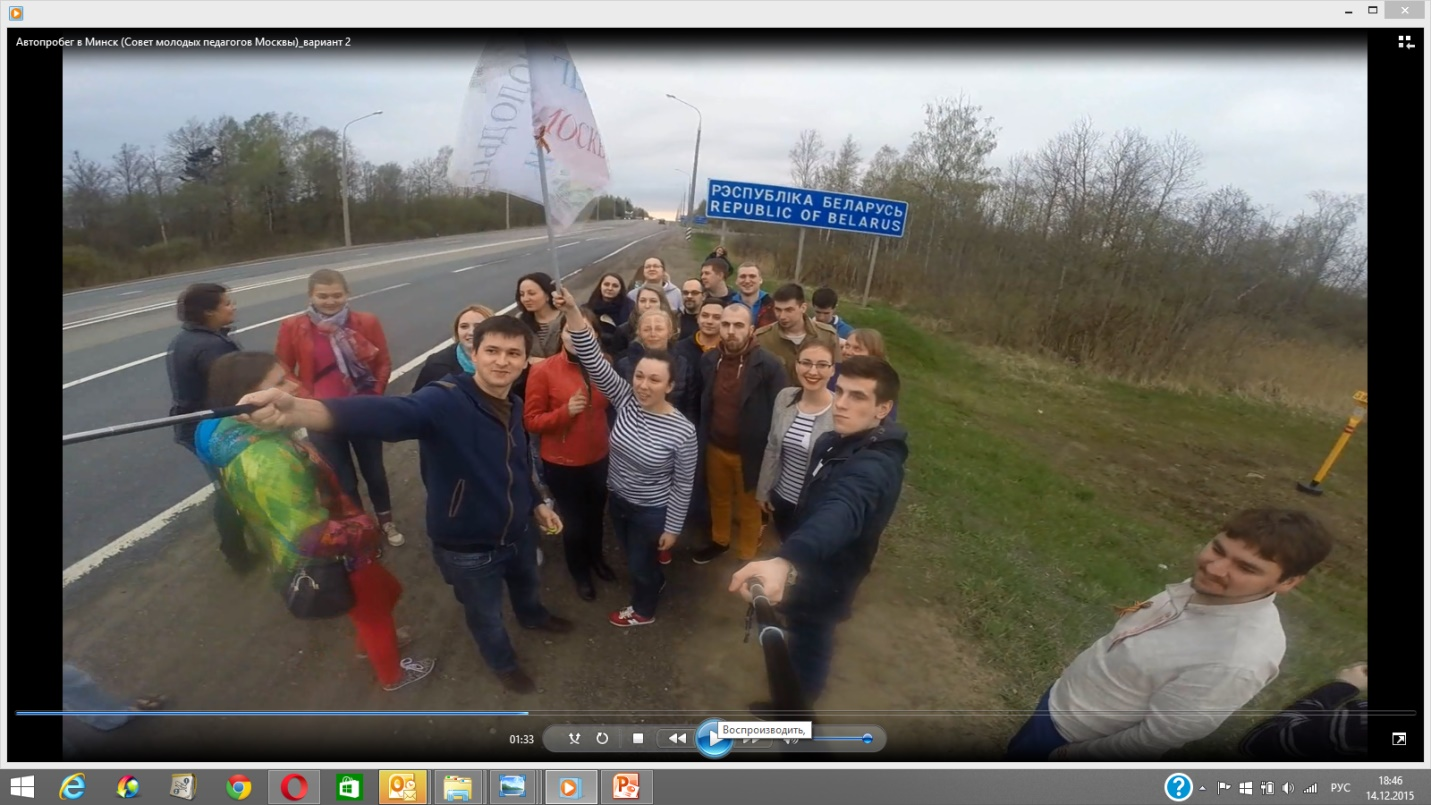 Автопробег в Минск (Совет молодых педагогов Москвы)_вариант 2
РЭСПУБЛІКА БЕЛАРУСЬ
REPUBLIC OF BELARUS
01:33
Воспроизводить,
РУС
18:46
14.12.2015